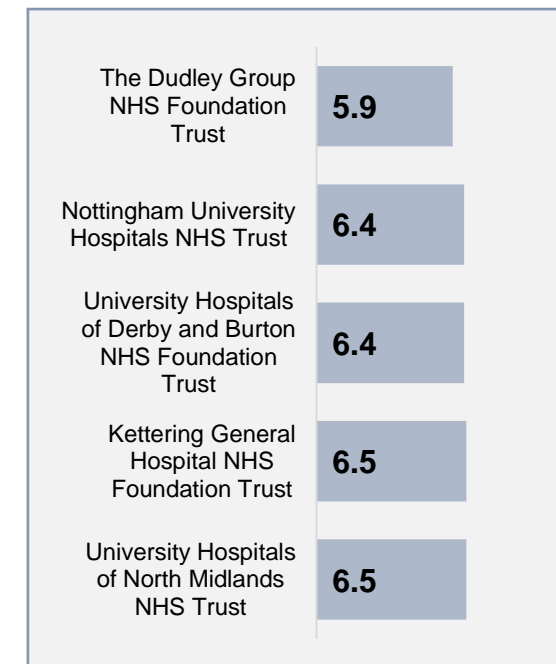 The Dudley Group
NHS Foundation
Trust
5.9
Nottingham University
Hospitals NHS Trust
6.4
University Hospitals
of Derby and Burton
NHS Foundation
Trust
6.4
Kettering General
Hospital NHS
Foundation Trust
6.5
University Hospitals
of North Midlands
NHS Trust
6.5